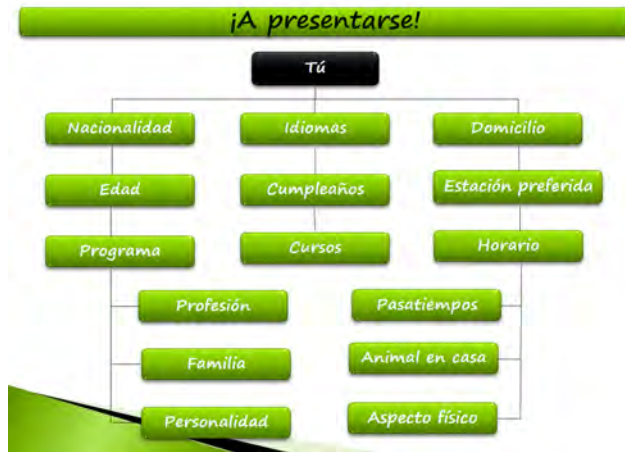 ¡A presentarse!
Tú
Nacionalidad
Idiomas
Domicilio
Edad
Cumpleaños
Estación preferida
Programa
Cursos
Horario
Profesión
Pasatiempos
Familia
Animal en casa
Personalidad
Aspecto físico